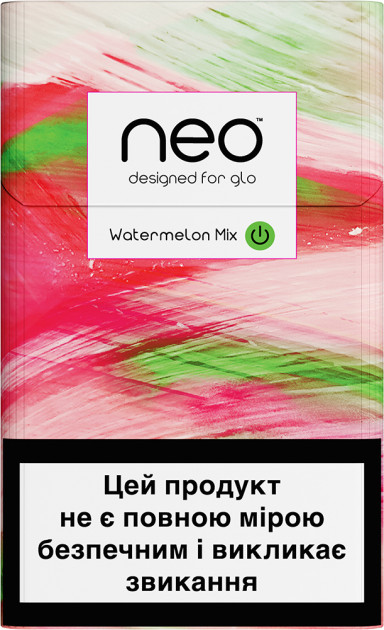 neo™
designed for glo
Watermelon Mix
Цей продукт
не є повною мірою
безпечним і викликає
звикання